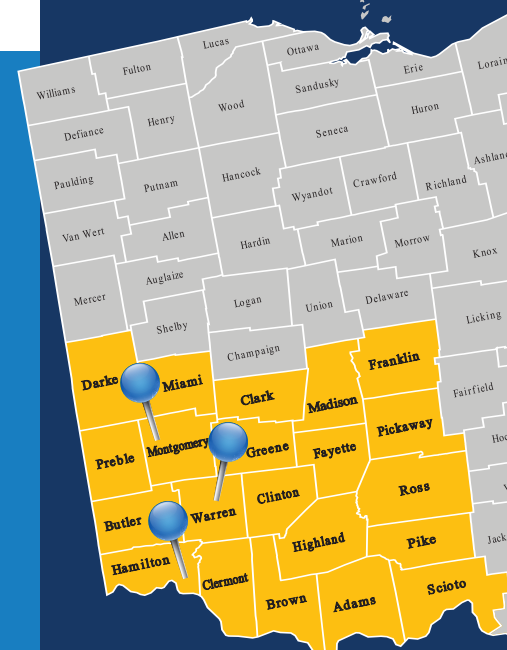 Lucas
Ottawa
Fulton
Williams
Erie
Lorain
Sandusky
Wood
Huron
Henry
Defiance
Seneca
Ashland
Hancock
Crawford
Richland
Paulding
Putnam
Wyandot
Van Wert
Allen
Hardin
Marion
Morrow
Knox
Auglaize
Mercer
Logan
Union
Delaware
Licking
Shelby
Champaign
Franklin
Darke
Miami
Clark
Madison
Fairfield
Pickaway
Montgomery
Greene
Fayette
Hoc
Preble
Clinton
Ross
Butler
Warren
Highland
Pike
Jack
Hamilton
Clermont
Scioto
Brown
Adams